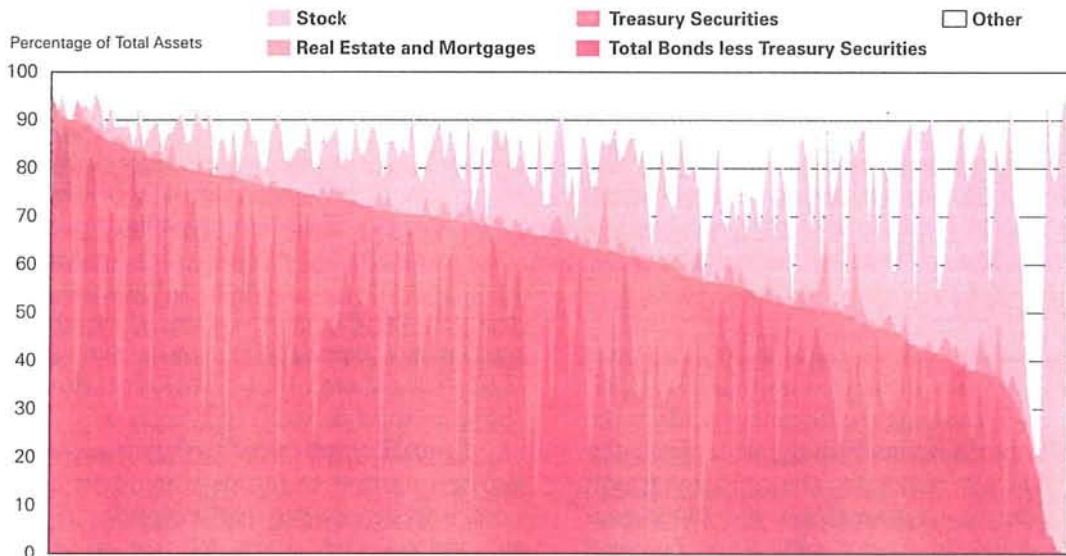 Stock
Treasury Securities
Other
Real Estate and Mortgages
Total Bonds less Treasury Securities
Percentage of Total Assets
100
90
80
70
60
50
40
30
20
10
0